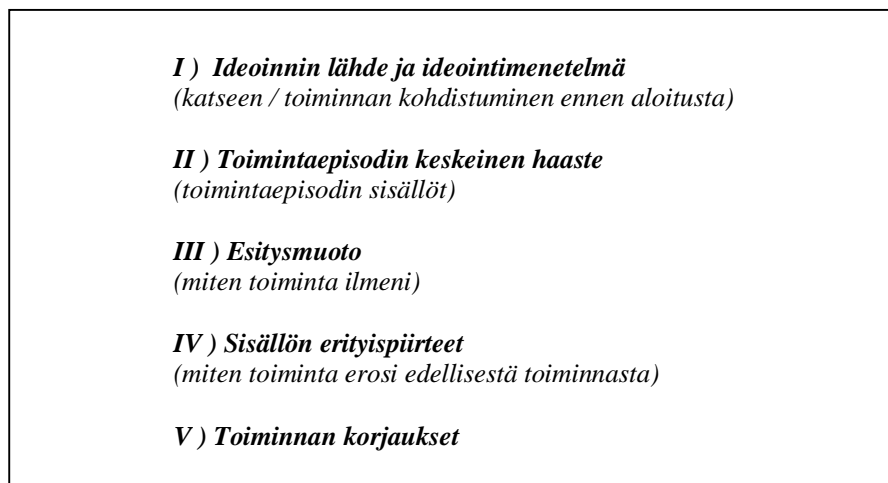 I ) Ideoinnin lähde ja ideointimenetelmä
(katseen / toiminnan kohdistuminen ennen aloitusta)
II ) Toimintaepisodin keskeinen haaste
(toimintaepisodin sisällöt)
III ) Esitysmuoto
(miten toiminta ilmeni)
IV ) Sisällön erityispiirteet
(miten toiminta erosi edellisestä toiminnasta)
V ) Toiminnan korjaukset